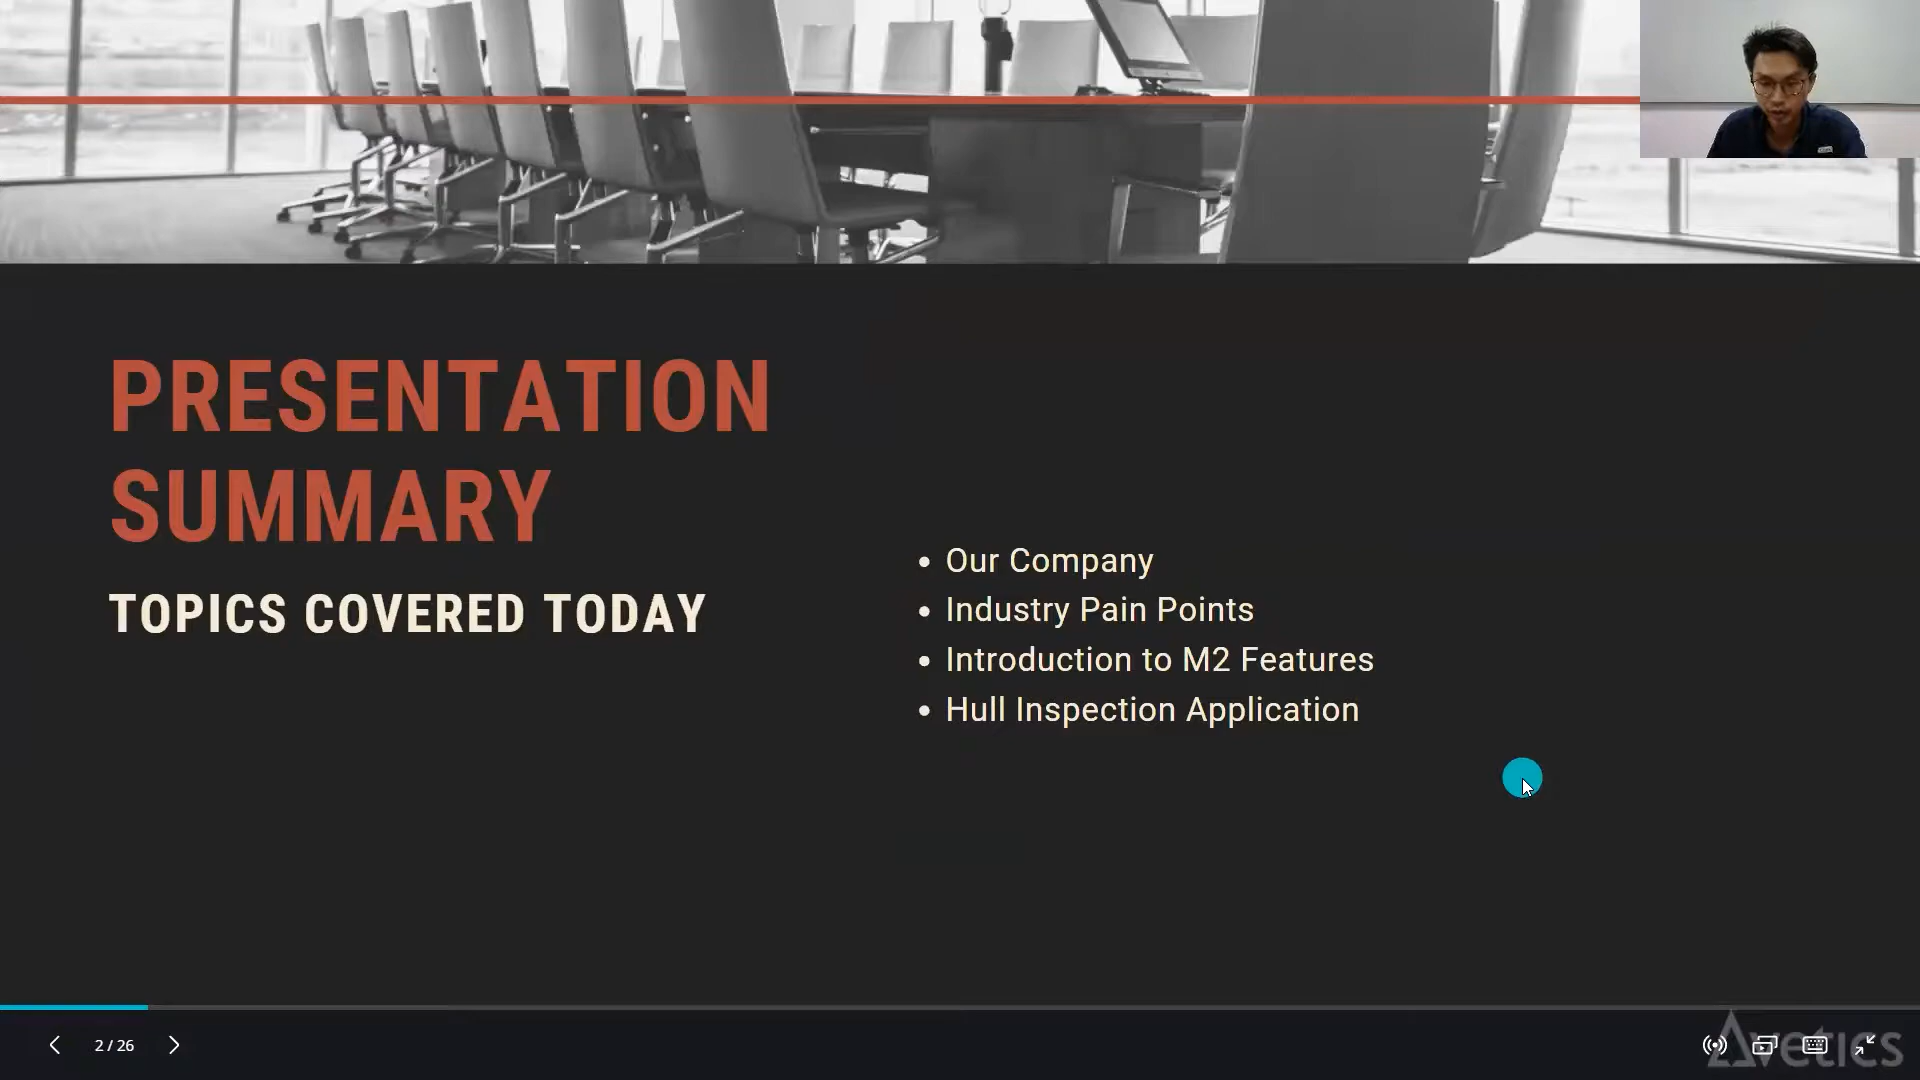 PRESENTATION
SUMMARY
TOPICS COVERED TODAY
• Our Company
• Industry Pain Points
• Introduction to M2 Features
• Hull Inspection Application
2 / 26
Avetics